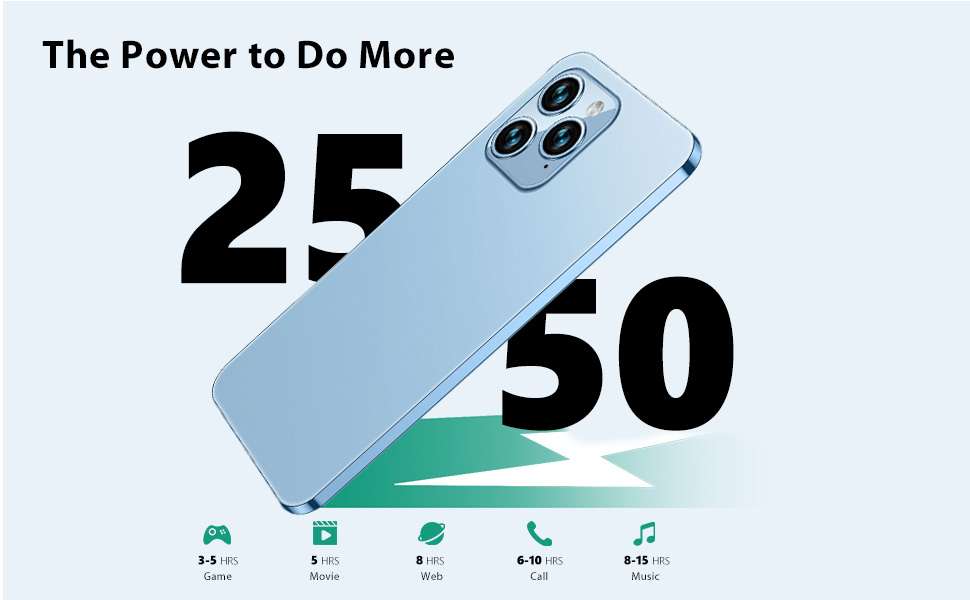 The Power to Do More
25
50
3-5 HRS
Game
5 HRS
Movie
8 HRS
Web
6-10 HRS
Call
8-15 HRS
Music